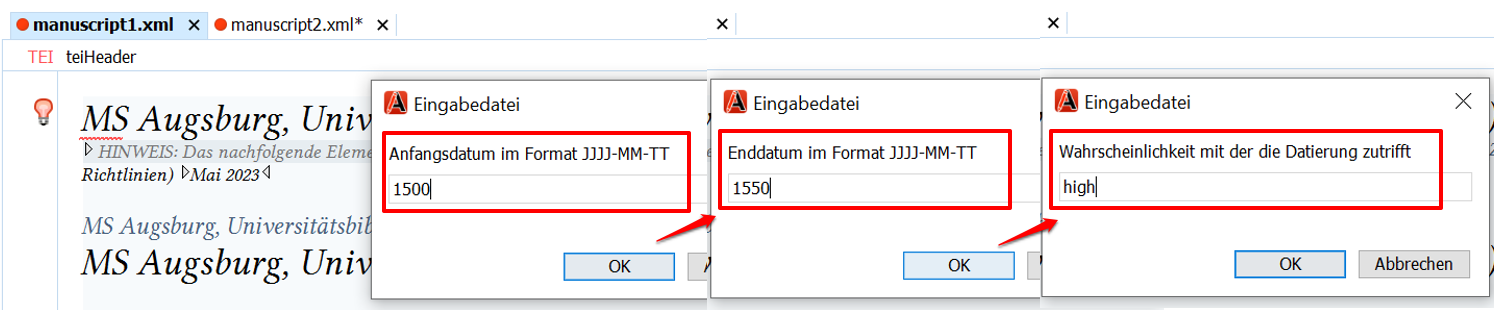 manuscript1.xml × manuscript2.xml* × × ×
TEI teiHeader
Eingabedatei
MS Augsburg, Univ
HINWEIS: Das nachfolgende Eleme
Richtlinien) Mai 2023
MS Augsburg, Universitätsbib
MS Augsburg, Univ
Anfangsdatum im Format JJJJ-MM-TT
1500
OK
Eingabedatei
Enddatum im Format JJJJ-MM-TT
1550
OK
Eingabedatei
Wahrscheinlichkeit mit der die Datierung zutrifft
high
OK Abbrechen